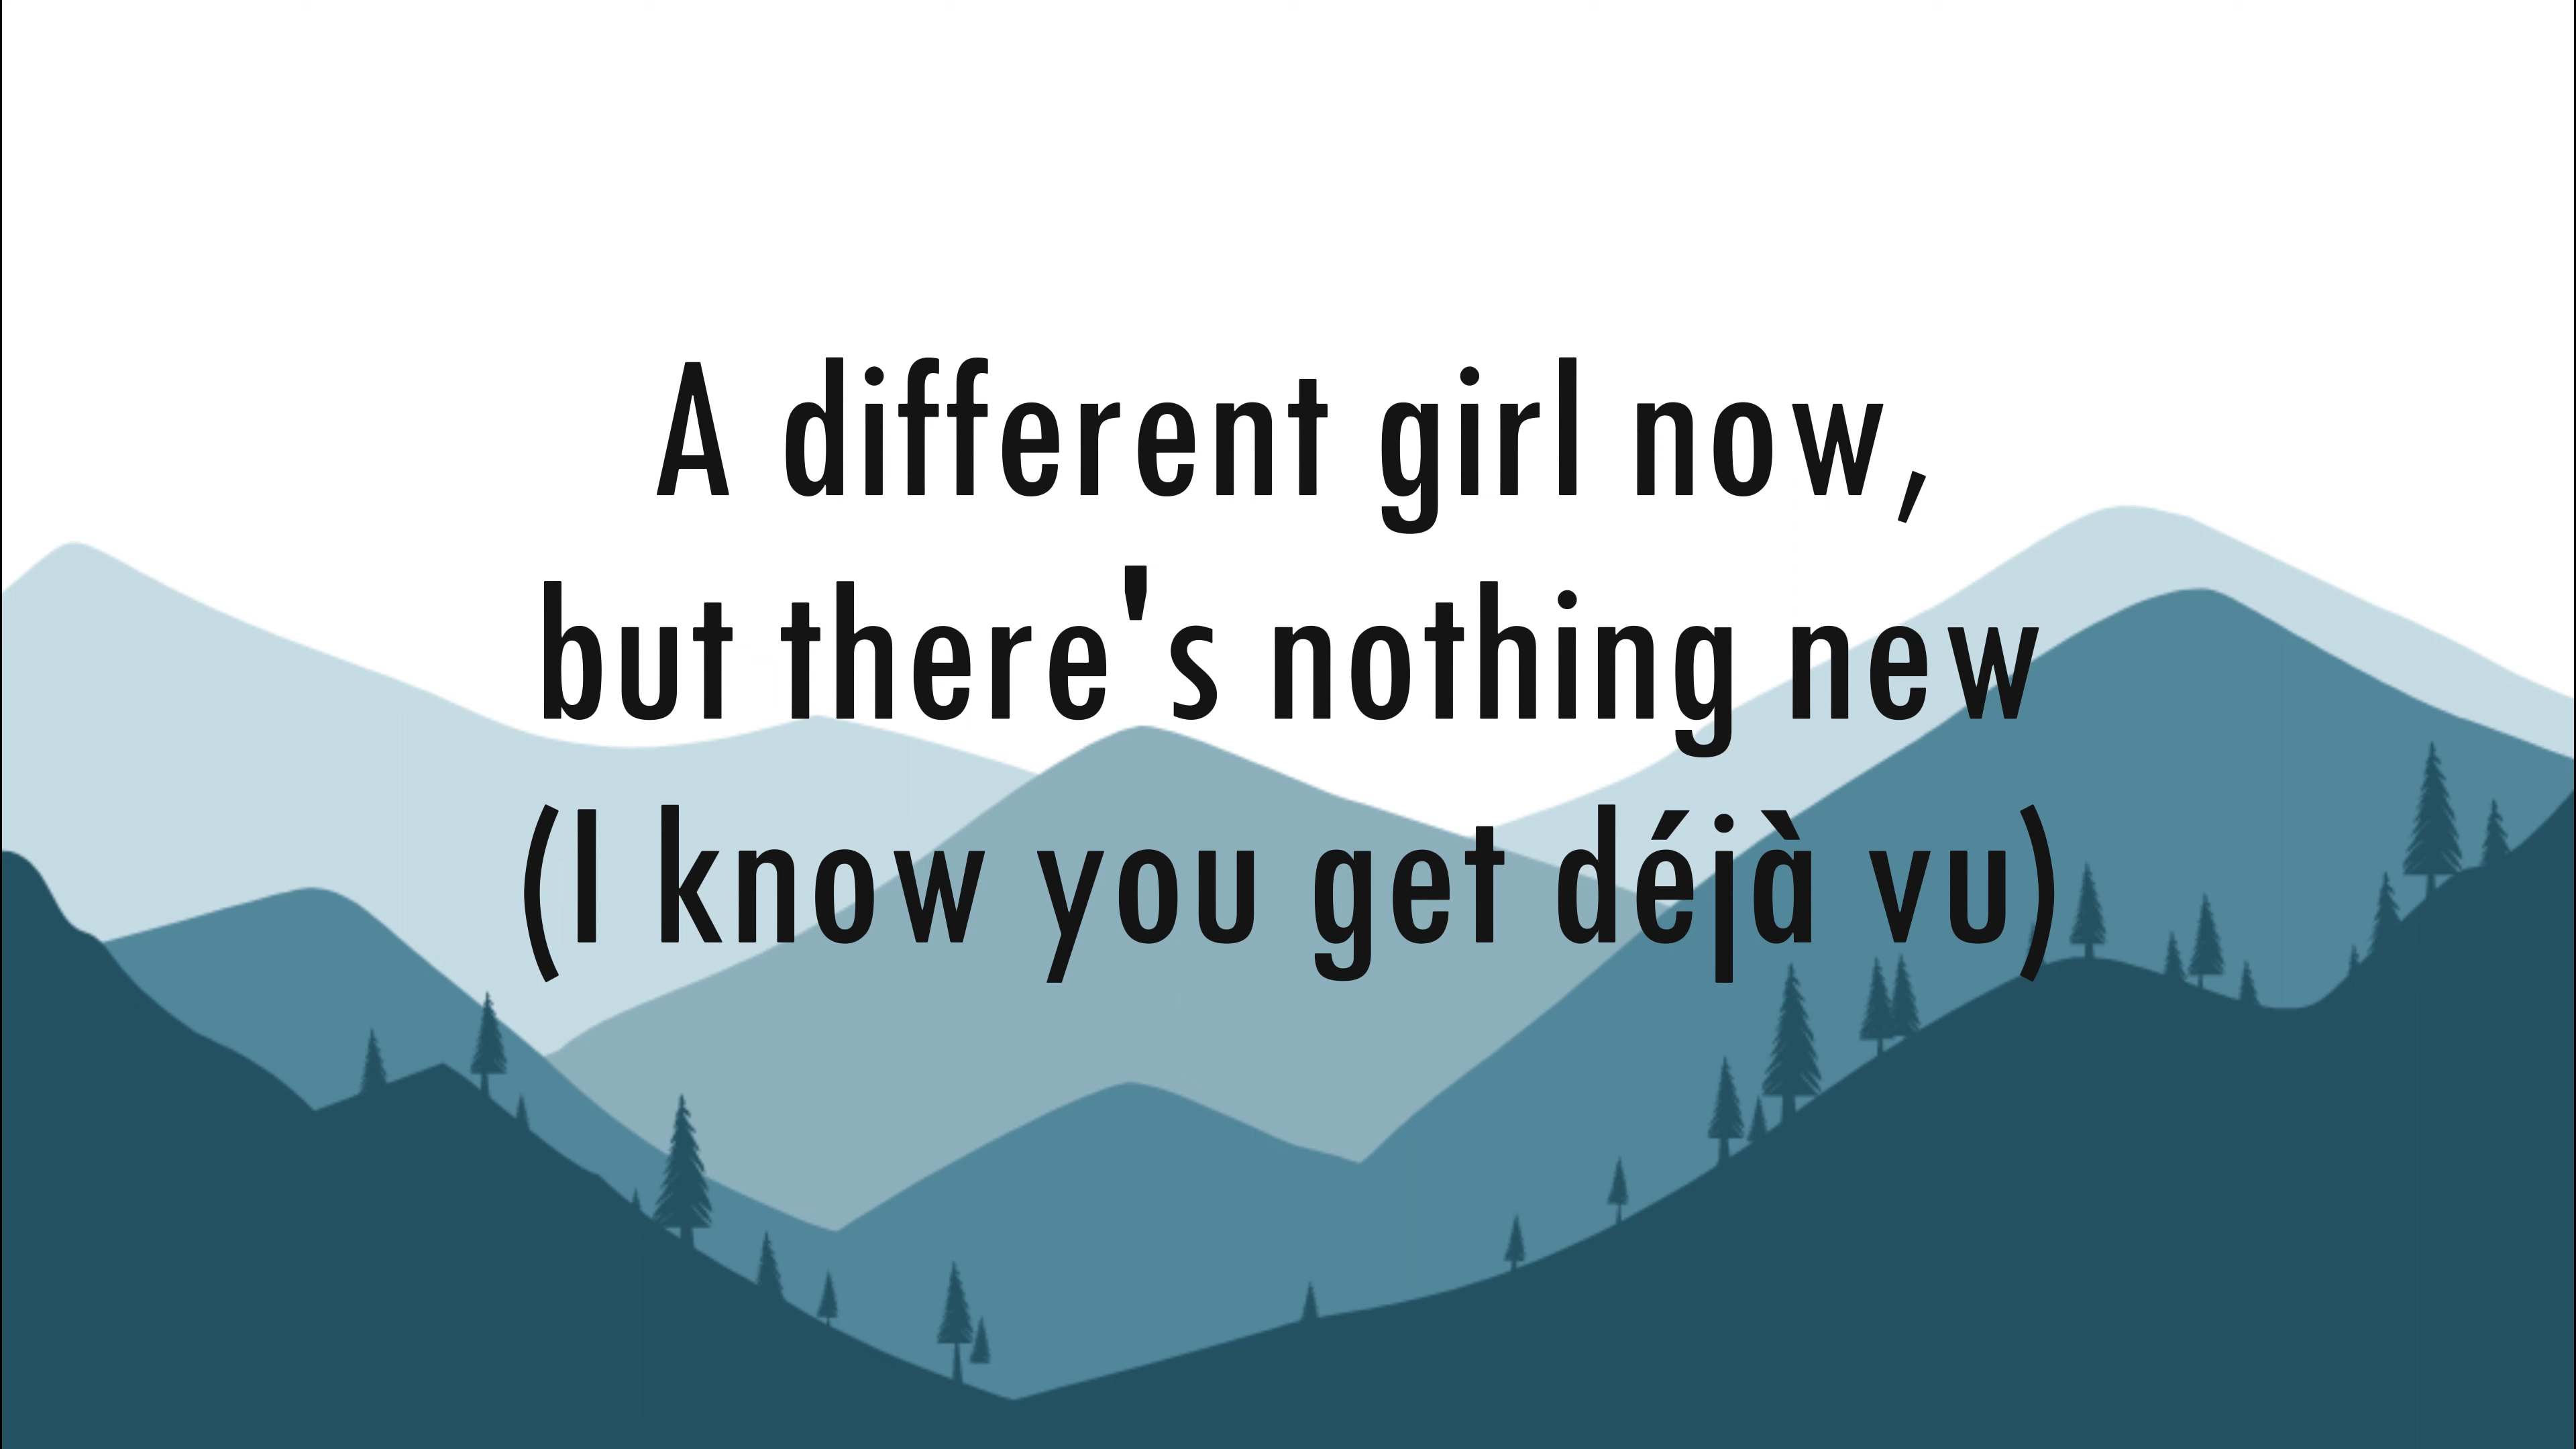 A different girl now,
but there's nothing new
(I know you get déjà vu)